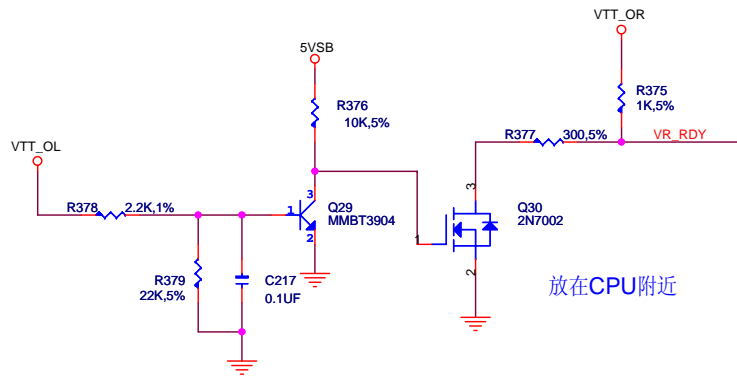 VTT_OR
5VSB
R376
10K,5%
R375
1K,5%
R377
300,5%
VR_RDY
VTT_OL
R378
2.2K,1%
3
1
2
Q29
MMBT3904
3
1
2
Q30
2N7002
R379
22K,5%
C217
0.1UF
放在CPU附近